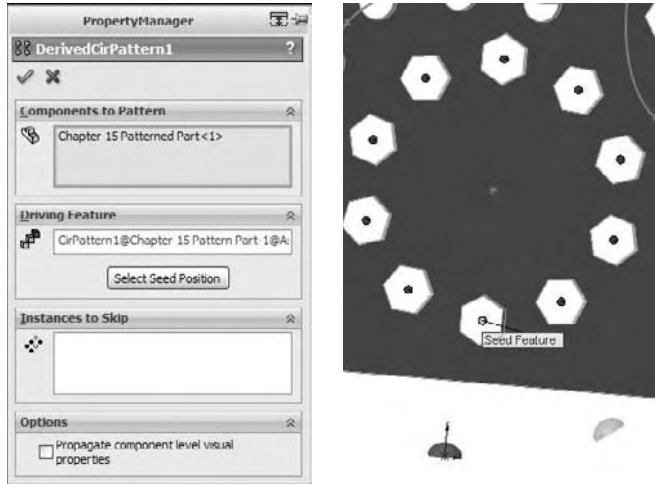 PropertyManager
DerivedCirPattern1 ?
Components to Pattern
Chapter 15 Patterned Part<1>
Driving Feature
CirPattern1@Chapter 15 Pattern Part-1@A
Select Seed Position
Instances to Skip
Options
Propagate component level visual
properties
Seed Feature